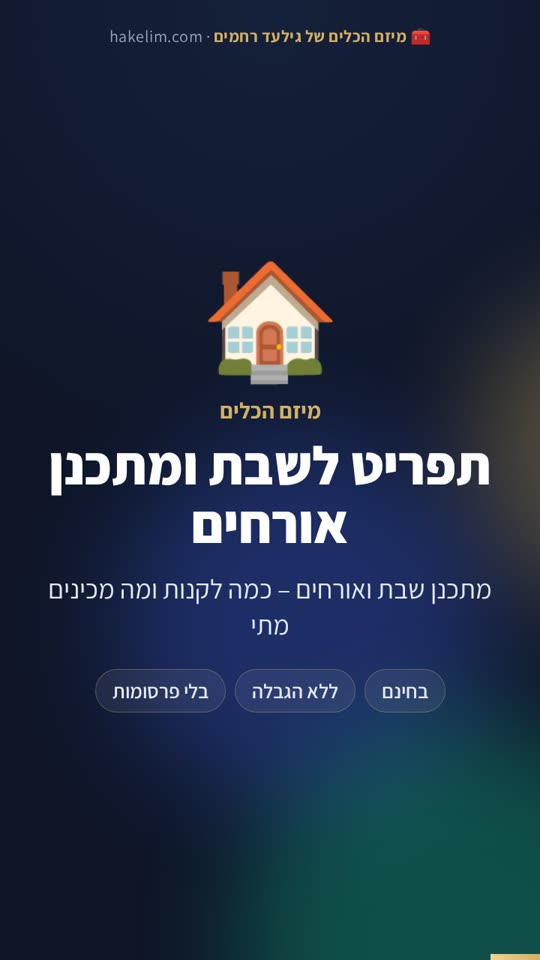 🧰 מיזם הכלים של גילעד רחמים · hakelim.com
מיזם הכלים
תפריט לשבת ומתכנן
אורחים
מתכנן שבת ואורחים – כמה לקנות ומה מכינים
מתי
בחינם
ללא הגבלה
בלי פרסומות